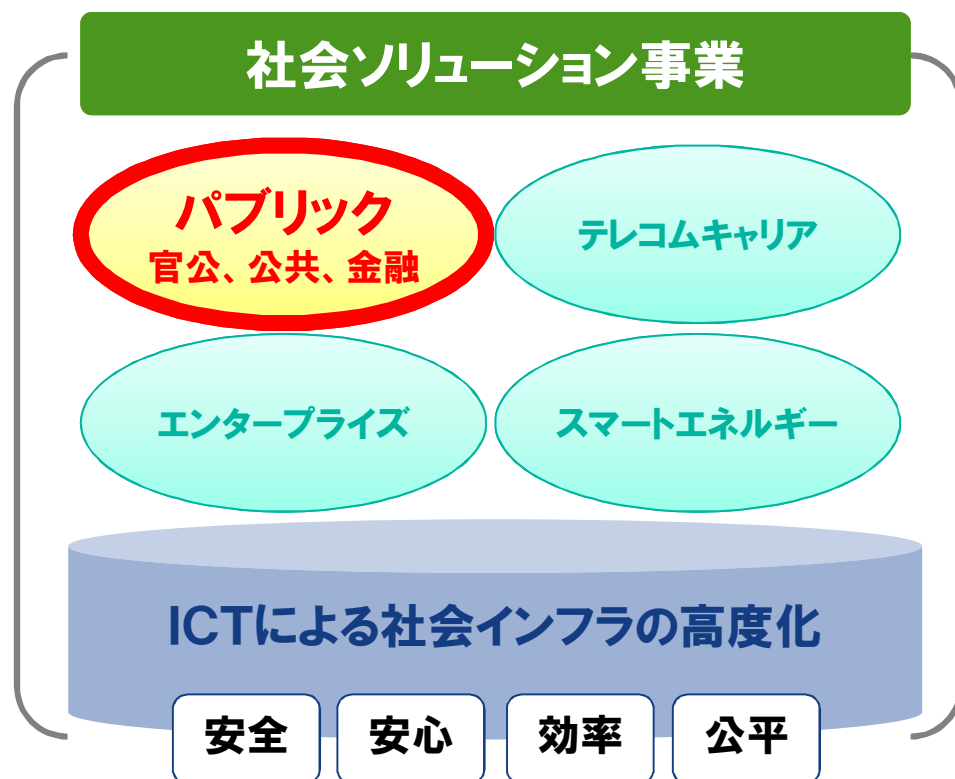 社会ソリューション事業
パブリック
官公、公共、金融
テレコムキャリア
エンタープライズ
スマートエネルギー
ICTによる社会インフラの高度化
安全
安心
効率
公平